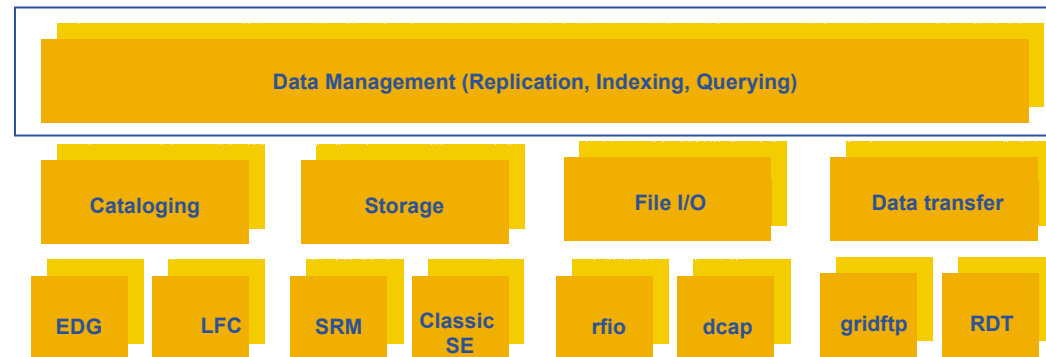 Data Management (Replication, Indexing, Querying)
Cataloging
Storage
File I/O
Data transfer
EDG
LFC
SRM
Classic
SE
rfio
dcap
gridftp
RDT